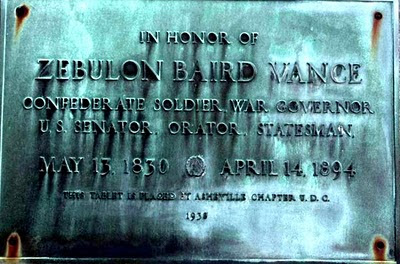 IN HONOR OF
ZEBULON BAIRD VANCE
CONFEDERATE SOLDIER, WAR GOVERNOR
U. S. SENATOR, ORATOR, STATESMAN.
MAY 13, 1830 APRIL 14, 1894
THIS TABLET IS PLACED BY ASHEVILLE CHAPTER U. D. C.
1938